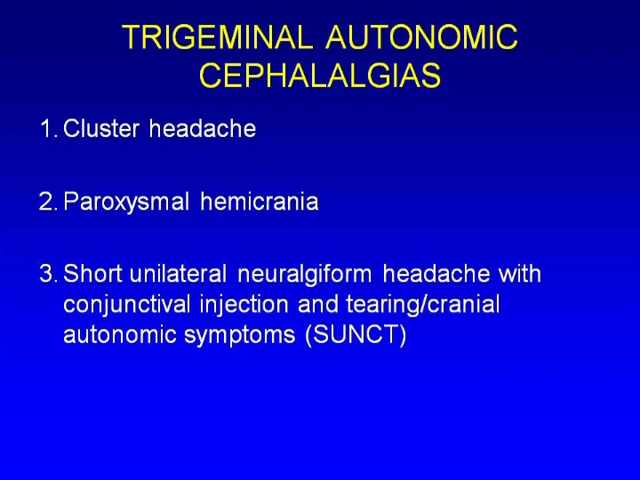 TRIGEMINAL AUTONOMIC
CEPHALALGIAS
1. Cluster headache
2. Paroxysmal hemicrania
3. Short unilateral neuralgiform headache with
conjunctival injection and tearing/cranial
autonomic symptoms (SUNCT)